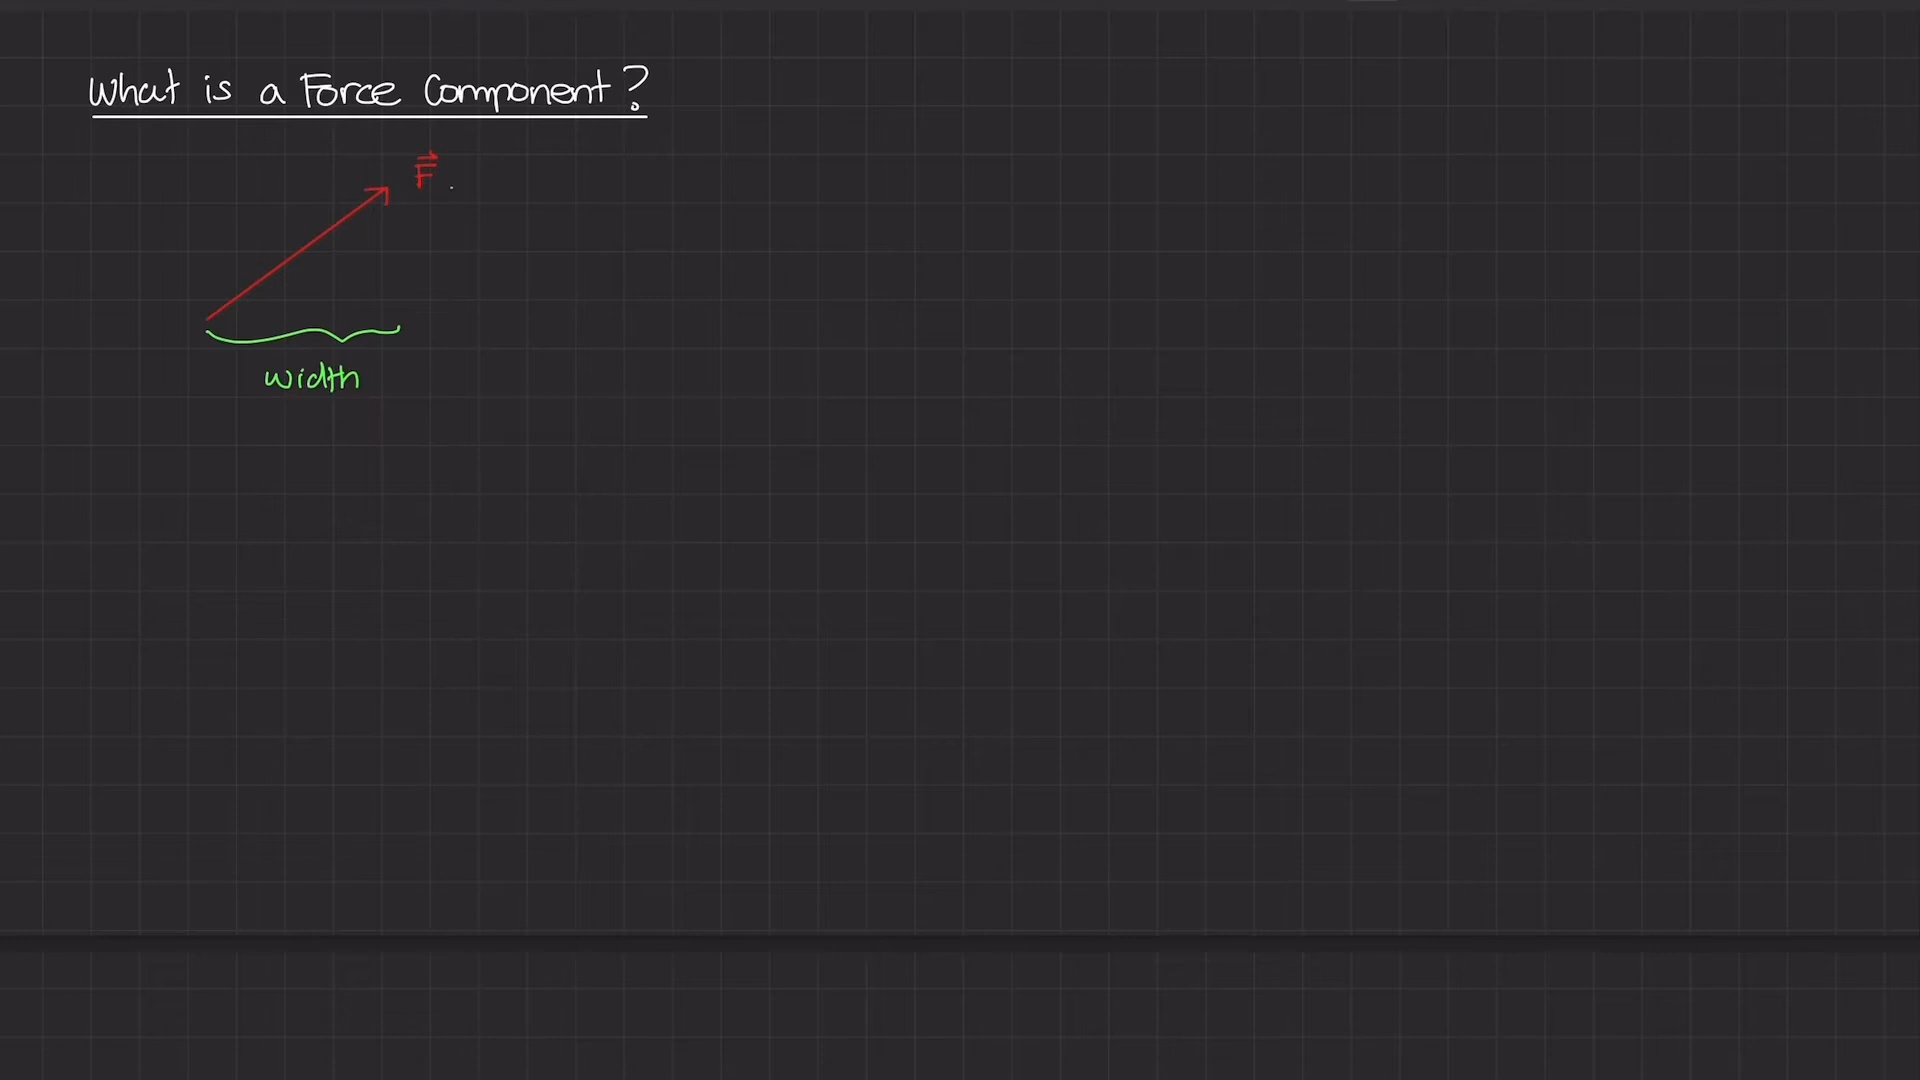 What is a Force Component?
F⃗
width